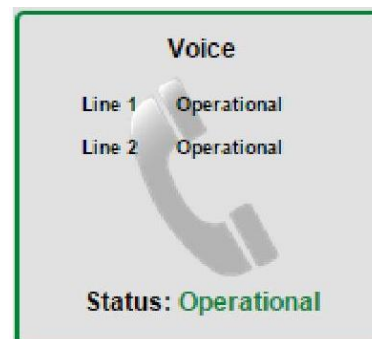 Voice
Line 1 Operational
Line 2 Operational
Status: Operational